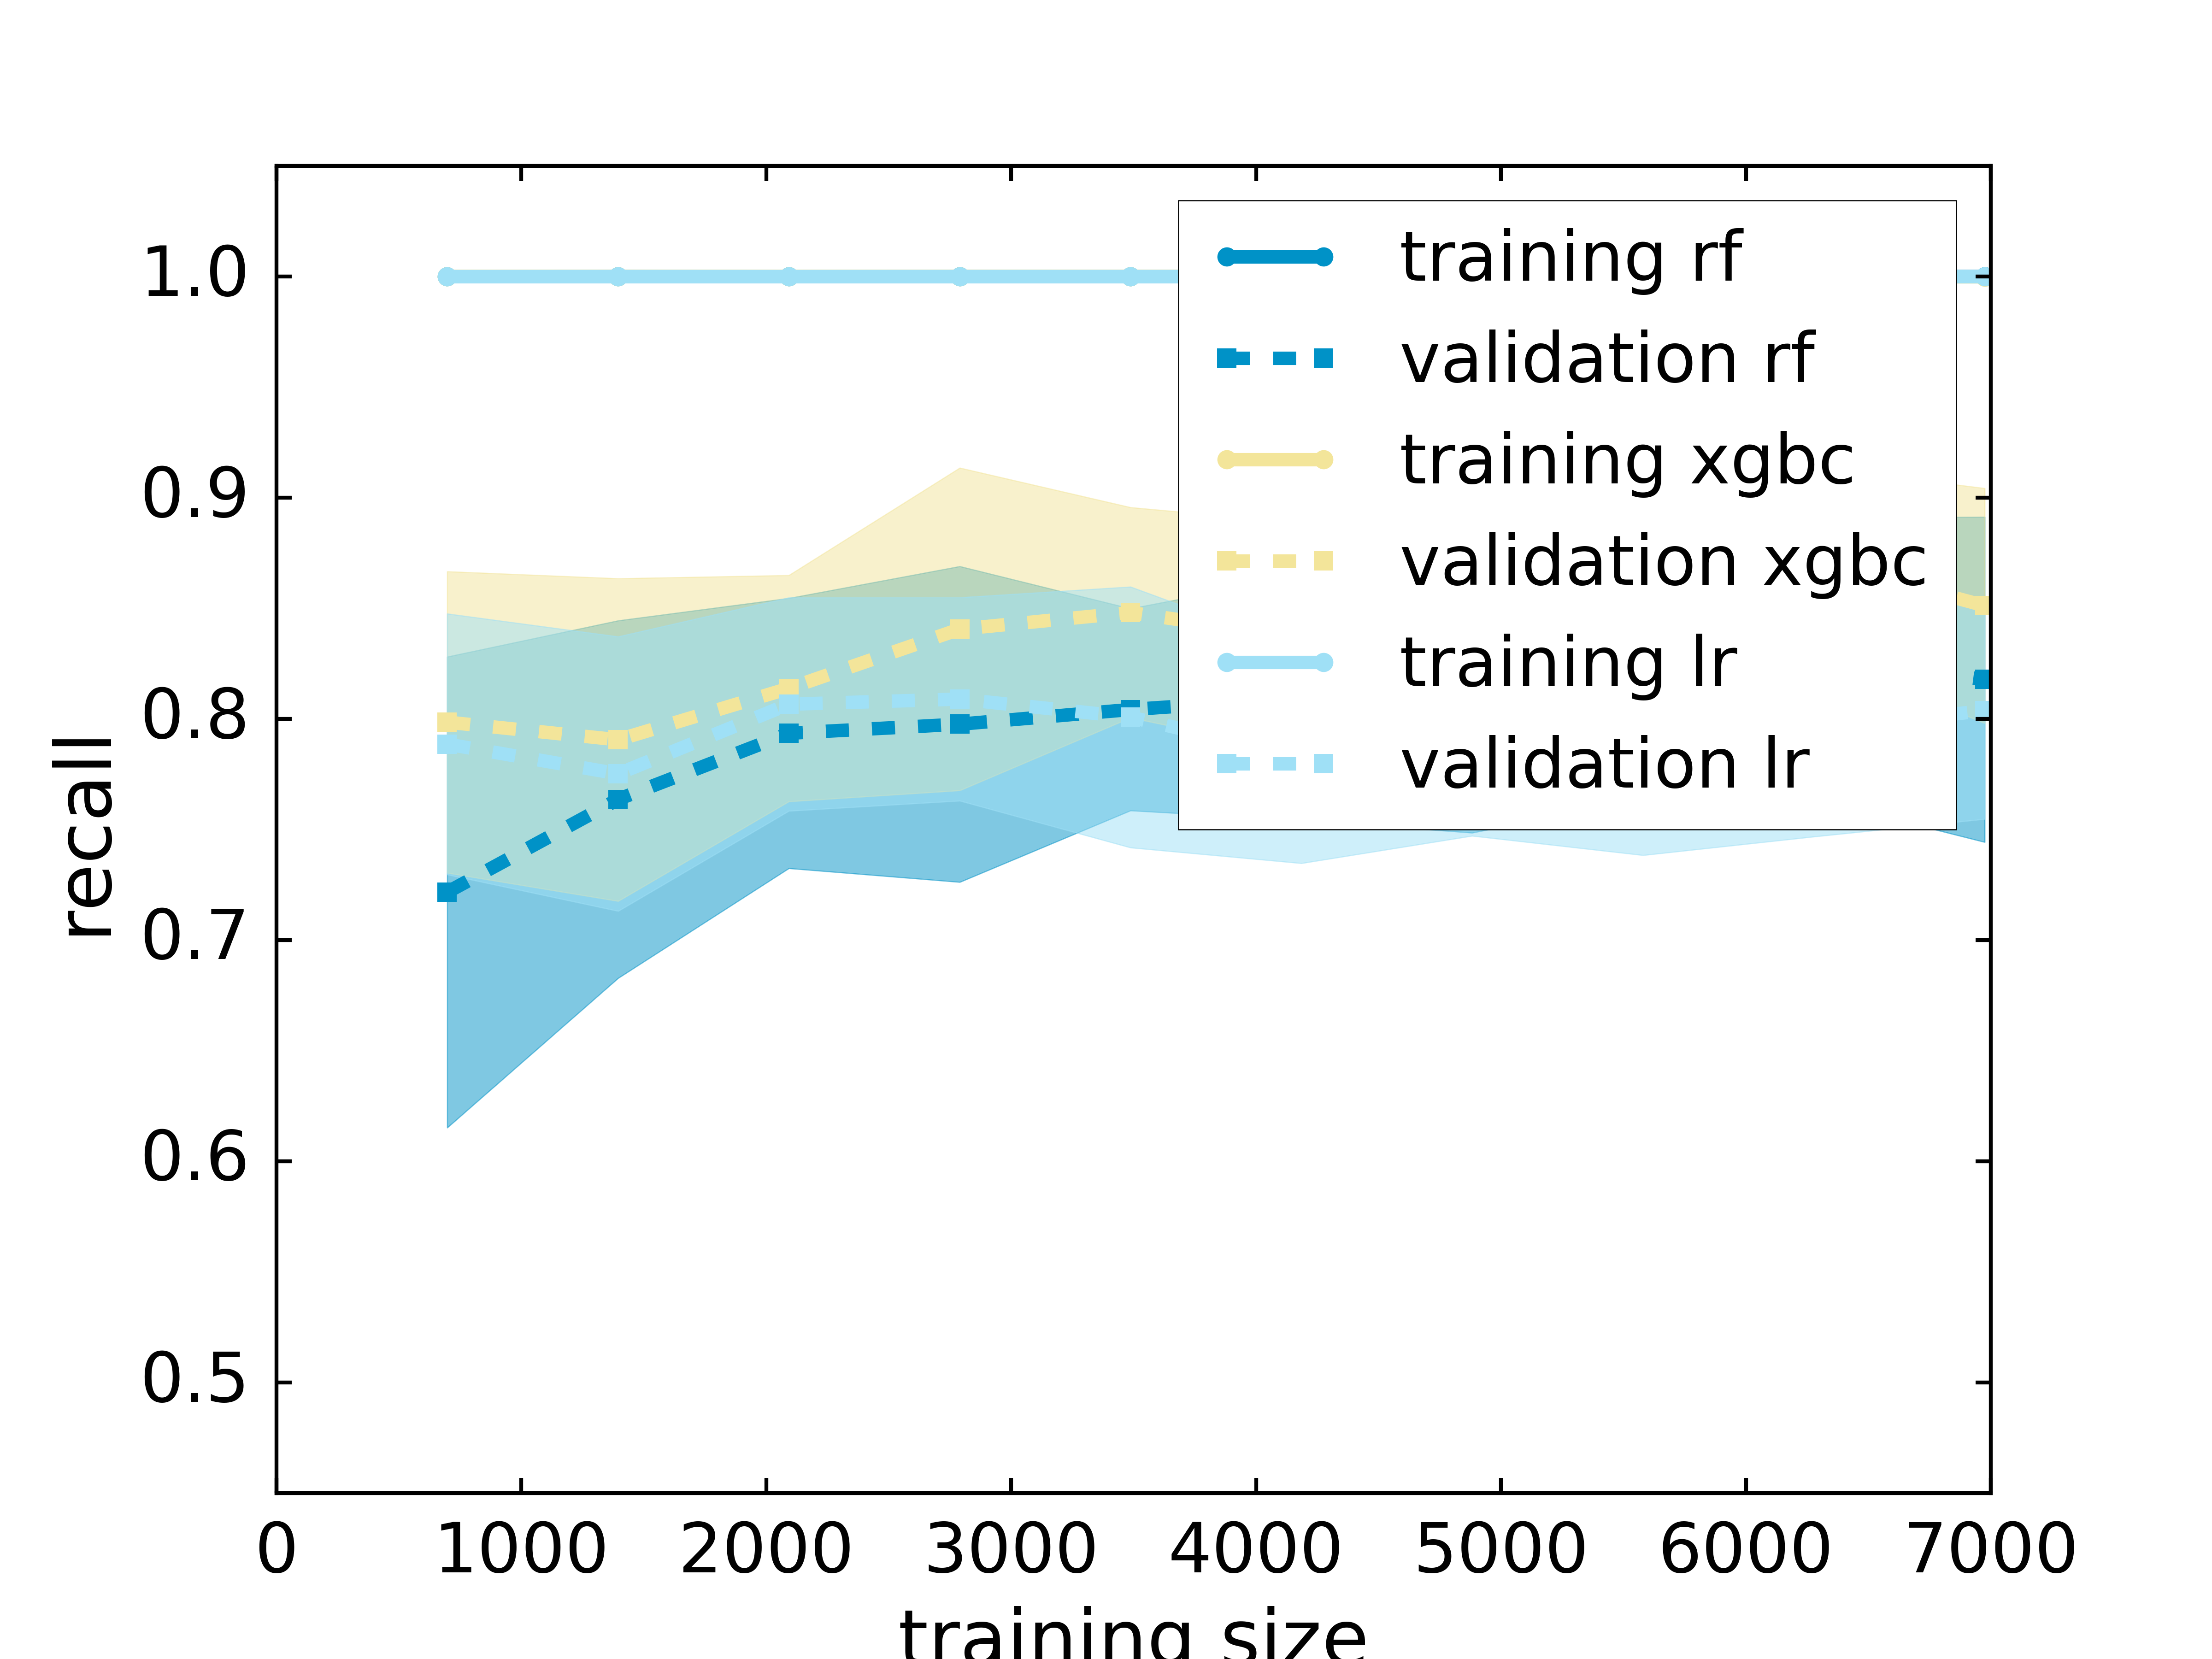 training rf
validation rf
training xgbc
validation xgbc
training lr
validation lr
1.0
0.9
0.8
0.7
0.6
0.5
recall
0 1000 2000 3000 4000 5000 6000 7000
training size